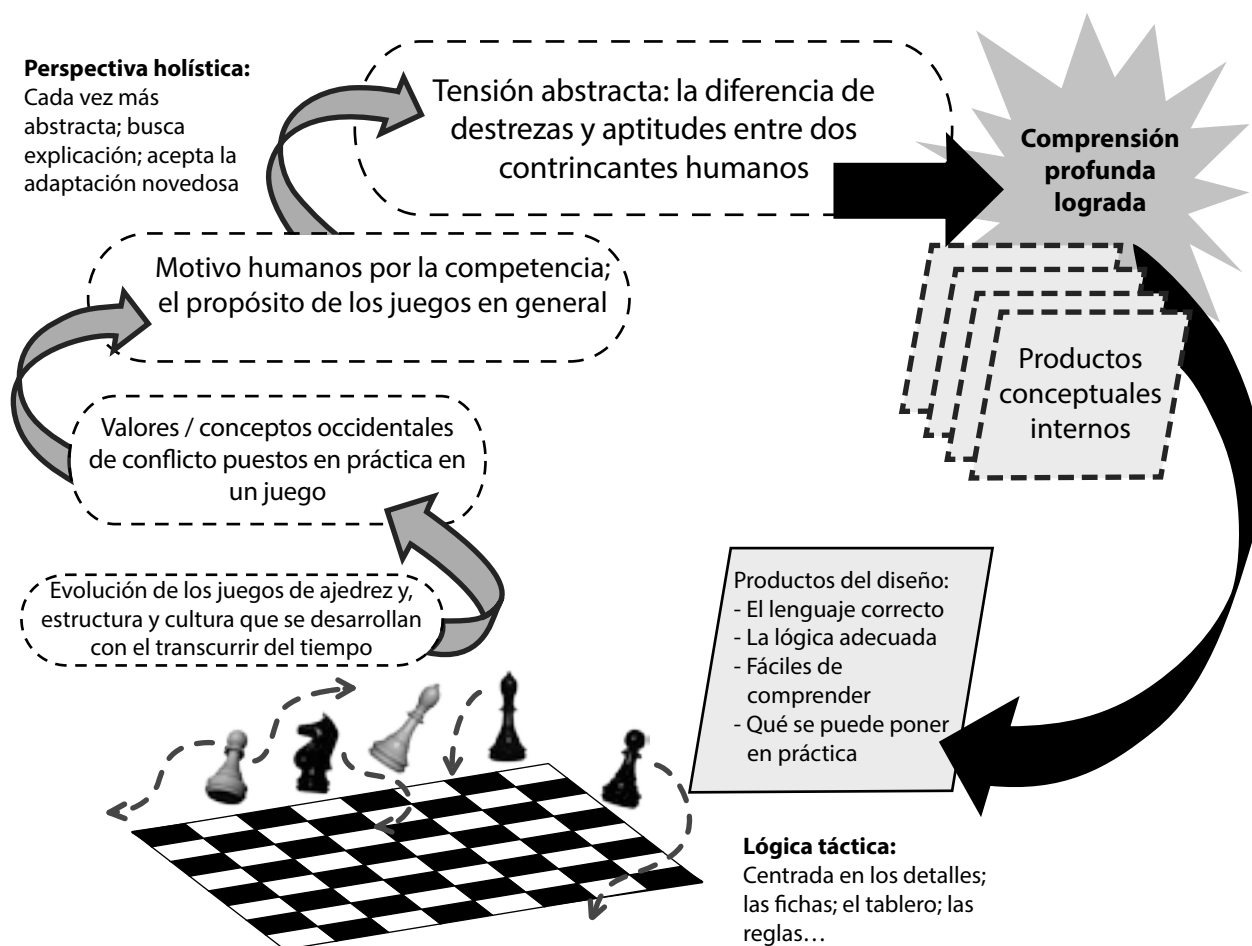 Perspectiva holística:
Cada vez más
abstracta; busca
explicación; acepta la
adaptación novedosa
Tensión abstracta: la diferencia de
destrezas y aptitudes entre dos
contrincantes humanos
Comprensión
profunda
lograda
Motivo humanos por la competencia;
el propósito de los juegos en general
Productos
conceptuales
internos
Valores / conceptos occidentales
de conflicto puestos en práctica en
un juego
Evolución de los juegos de ajedrez y,
estructura y cultura que se desarrollan
con el transcurrir del tiempo
Productos del diseño:
- El lenguaje correcto
- La lógica adecuada
- Fáciles de
comprender
- Qué se puede poner
en práctica
Lógica táctica:
Centrada en los detalles;
las fichas; el tablero; las
reglas…